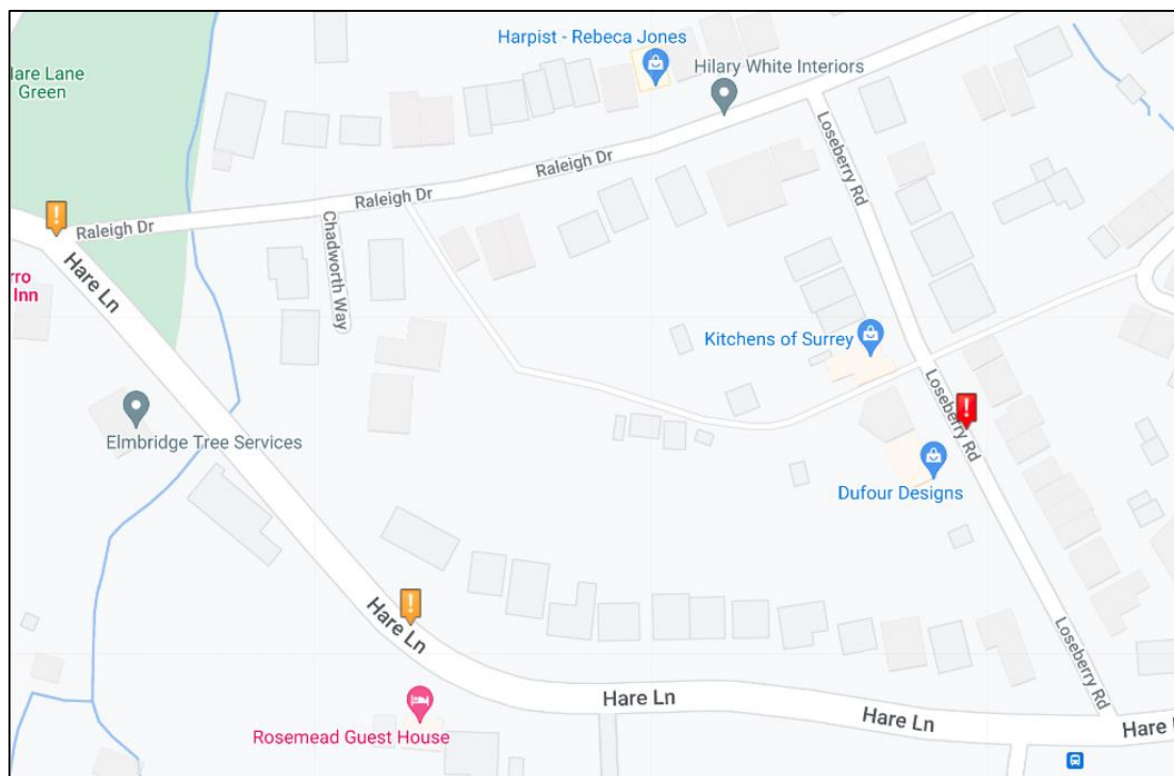 Harpist - Rebeca Jones
Hilary White Interiors
Hare Lane
Green
Loseberry Rd
Raleigh Dr
Raleigh Dr
Raleigh Dr
Chadworth Way
Hare Ln
rro
Inn
Kitchens of Surrey
Loseberry Rd
Elmbridge Tree Services
Dufour Designs
Hare Ln
Loseberry Rd
Hare Ln
Hare Ln
Hare L
Rosemead Guest House